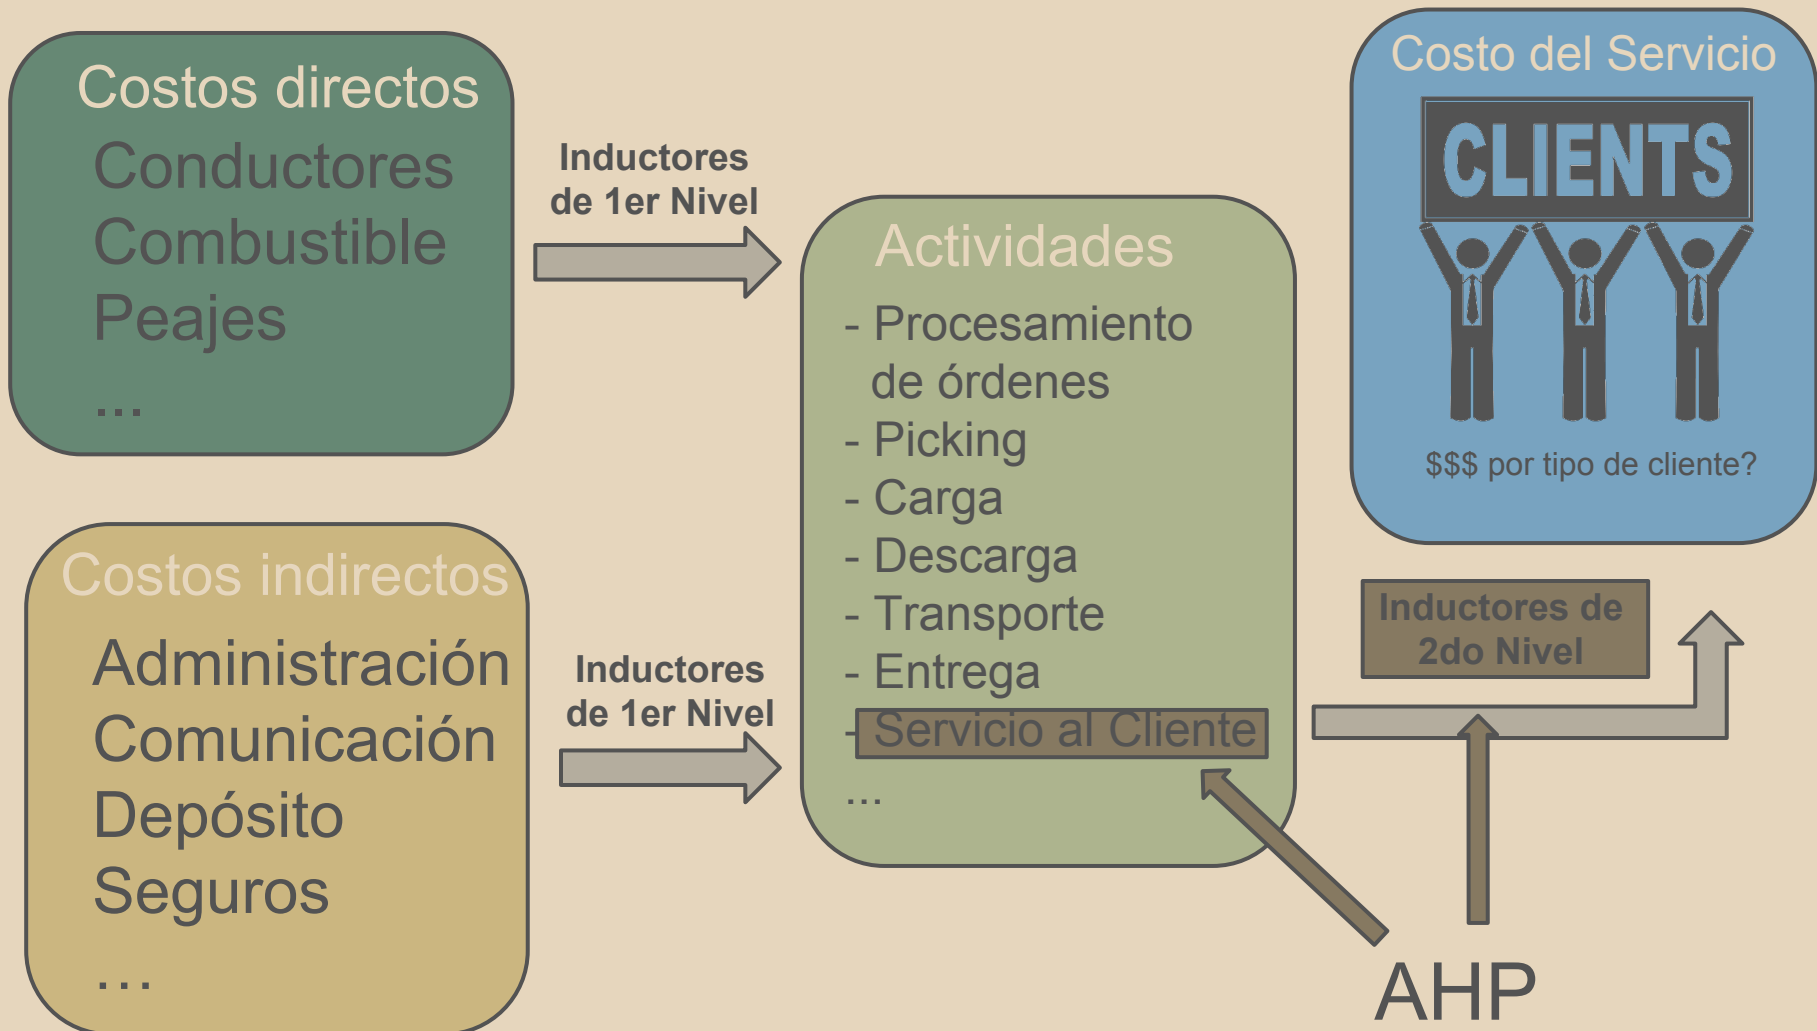 Costos directos
Conductores
Combustible
Peajes
...
Inductores
de 1er Nivel
Costos indirectos
Administración
Comunicación
Depósito
Seguros
...
Inductores
de 1er Nivel
Actividades
- Procesamiento
de órdenes
- Picking
- Carga
- Descarga
- Transporte
- Entrega
- Servicio al Cliente
...
Costo del Servicio
CLIENTS
$$$ por tipo de cliente?
Inductores de
2do Nivel
AHP